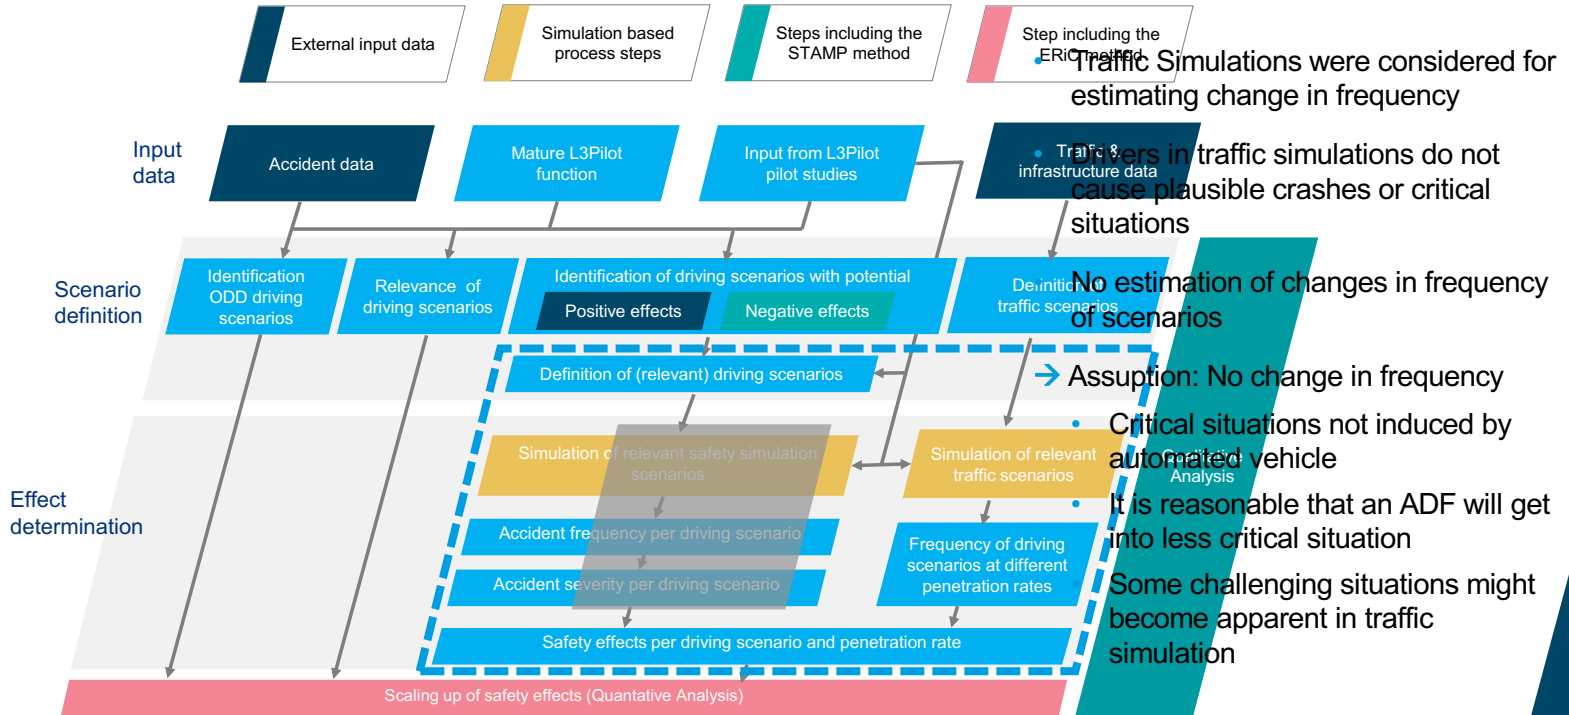 External input data
Simulation based
process steps
Steps including the
STAMP method
Step including the
ERiC method
Input
data
Accident data
Mature L3Pilot
function
Input from L3Pilot
pilot studies
Traffic &
infrastructure data
Scenario
definition
Identification
ODD driving
scenarios
Relevance of
driving scenarios
Identification of driving scenarios with potential
Positive effects
Negative effects
Definition of
traffic scenarios
Definition of (relevant) driving scenarios
Effect
determination
Simulation of relevant safety simulation
scenarios
Simulation of relevant
traffic scenarios
Accident frequency per driving scenario
Accident severity per driving scenario
Frequency of driving
scenarios at different
penetration rates
Safety effects per driving scenario and penetration rate
Scaling up of safety effects (Quantative Analysis)
Qualitative
Analysis
• Traffic Simulations were considered for
estimating change in frequency
• Drivers in traffic simulations do not
cause plausible crashes or critical
situations
No estimation of changes in frequency
of scenarios
→ Assuption: No change in frequency
• Critical situations not induced by
automated vehicle
• It is reasonable that an ADF will get
into less critical situation
• Some challenging situations might
become apparent in traffic
simulation